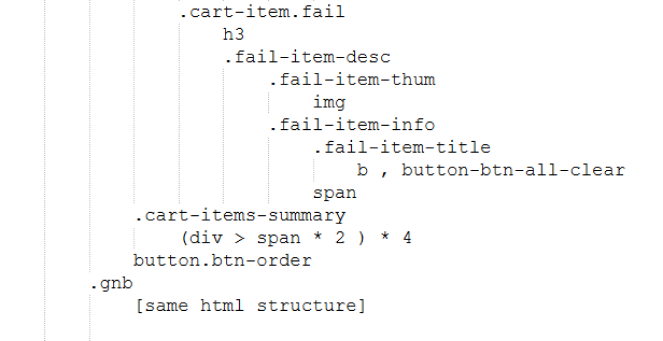 .cart-item.fail
h3
.fail-item-desc
.fail-item-thum
img
.fail-item-info
.fail-item-title
b , button-btn-all-clear
span
.cart-items-summary
(div > span * 2 ) * 4
button.btn-order
.gnb
[same html structure]